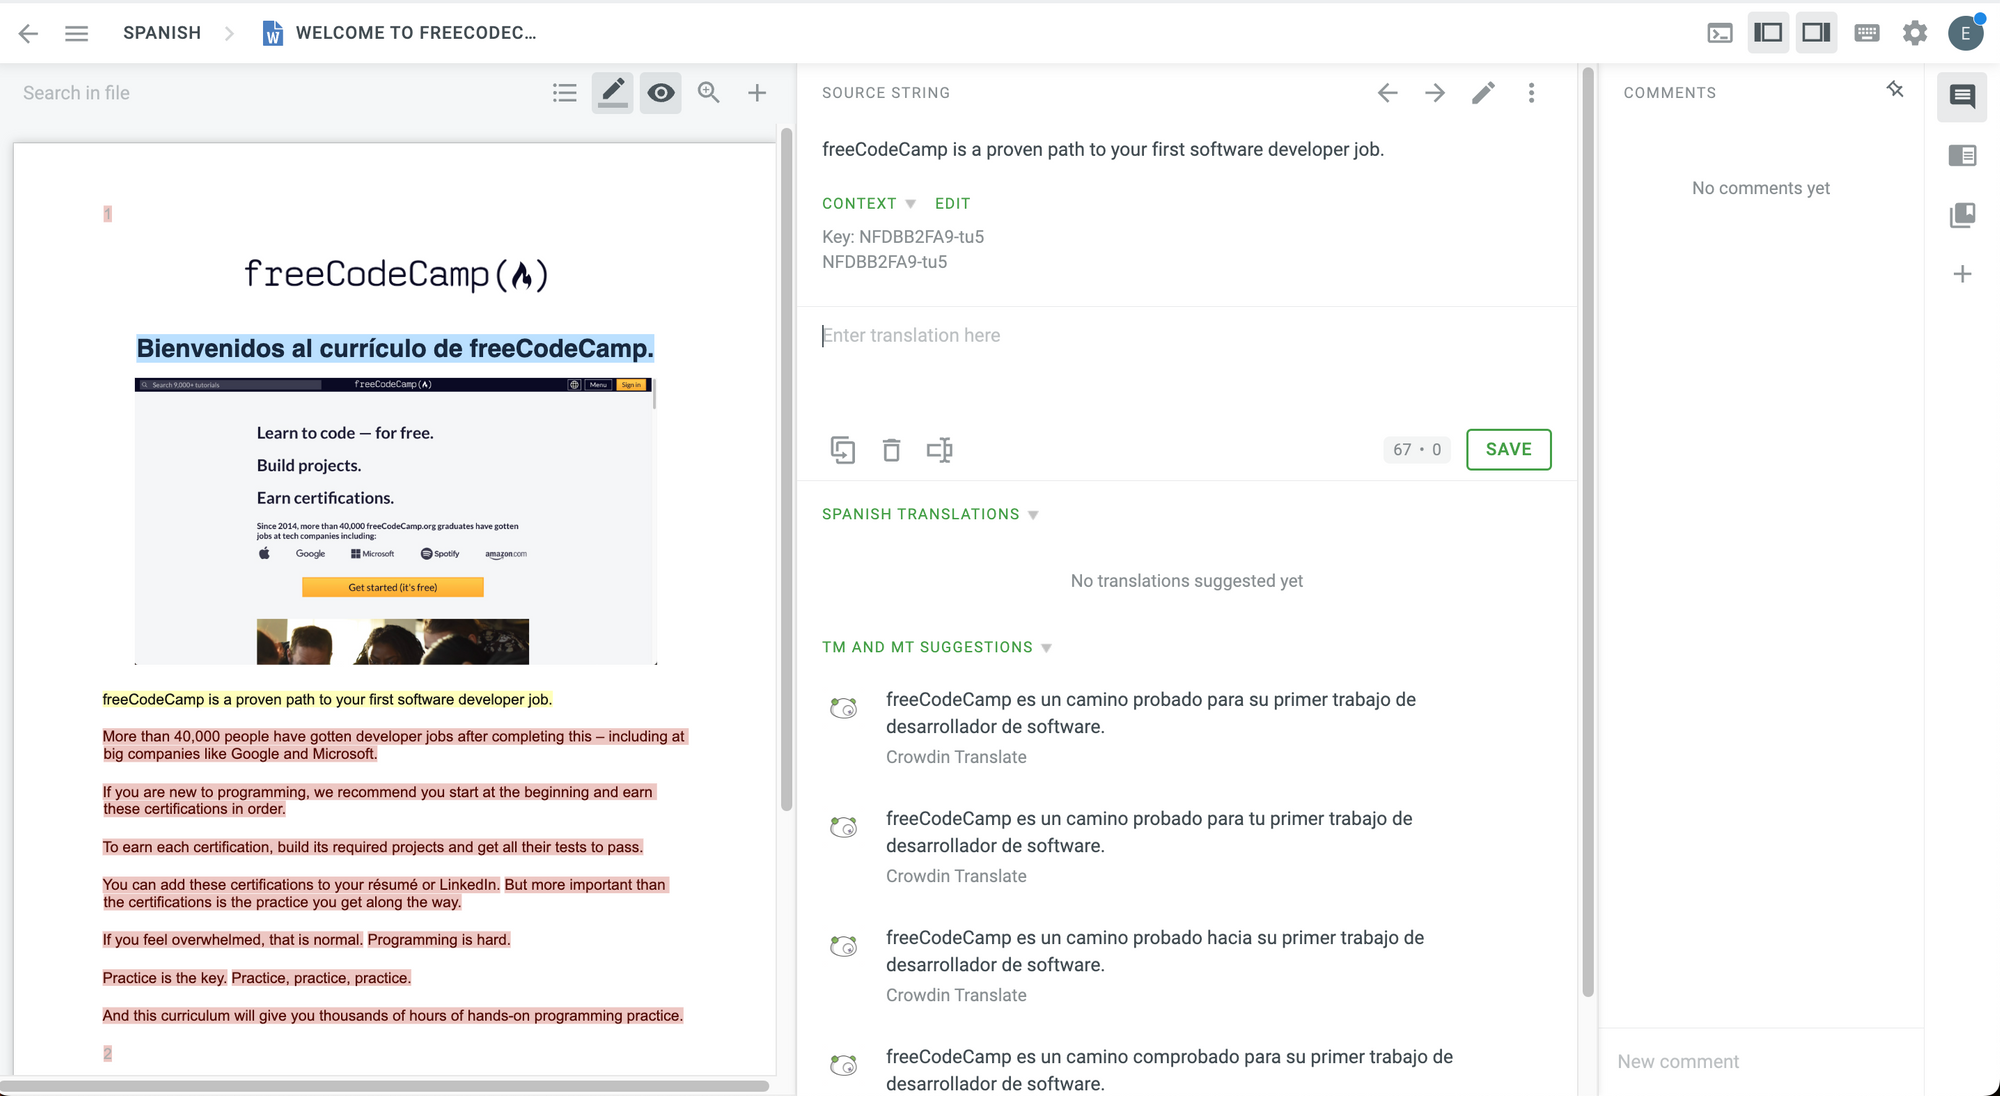 SPANISH
WELCOME TO FREECODEC...
E
Search in file
1
freeCodeCamp
Bienvenidos al currículo de freeCodeCamp.
Search 9,000+ tutorials
freeCodeCamp
Menu
Sign in
Learn to code — for free.
Build projects.
Earn certifications.
Since 2014, more than 40,000 freeCodeCamp.org graduates have gotten
jobs at tech companies including:
Google
Microsoft
Spotify
amazon.com
Get started (it's free)
freeCodeCamp is a proven path to your first software developer job.
More than 40,000 people have gotten developer jobs after completing this – including at
big companies like Google and Microsoft.
If you are new to programming, we recommend you start at the beginning and earn
these certifications in order.
To earn each certification, build its required projects and get all their tests to pass.
You can add these certifications to your résumé or LinkedIn. But more important than
the certifications is the practice you get along the way.
If you feel overwhelmed, that is normal. Programming is hard.
Practice is the key. Practice, practice, practice.
And this curriculum will give you thousands of hours of hands-on programming practice.
2
SOURCE STRING
freeCodeCamp is a proven path to your first software developer job.
CONTEXT EDIT
Key: NFDBB2FA9-tu5
NFDBB2FA9-tu5
Enter translation here
67 • 0
SAVE
SPANISH TRANSLATIONS
No translations suggested yet
TM AND MT SUGGESTIONS
freeCodeCamp es un camino probado para su primer trabajo de
desarrollador de software.
Crowdin Translate
freeCodeCamp es un camino probado para tu primer trabajo de
desarrollador de software.
Crowdin Translate
freeCodeCamp es un camino probado hacia su primer trabajo de
desarrollador de software.
Crowdin Translate
freeCodeCamp es un camino comprobado para su primer trabajo de
desarrollador de software.
COMMENTS
No comments yet
New comment